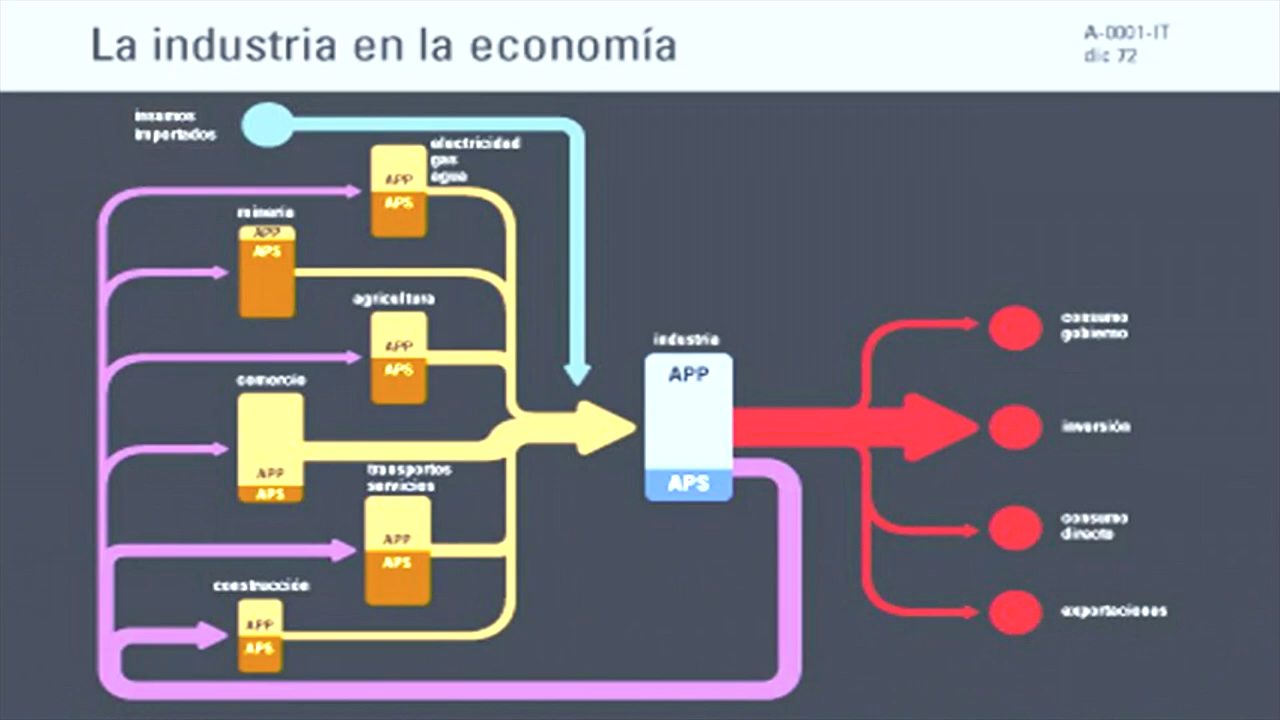 La industria en la economía
A-0001-IT
dic 72
insumos
importados
electricidad
gas
agua
APP
APS
minería
APP
APS
agricultura
APP
APS
industria
APP
APS
comercio
APP
APS
transportes
servicios
APP
APS
construcción
APP
APS
consumo
gobierno
inversión
consumo
directo
exportaciones